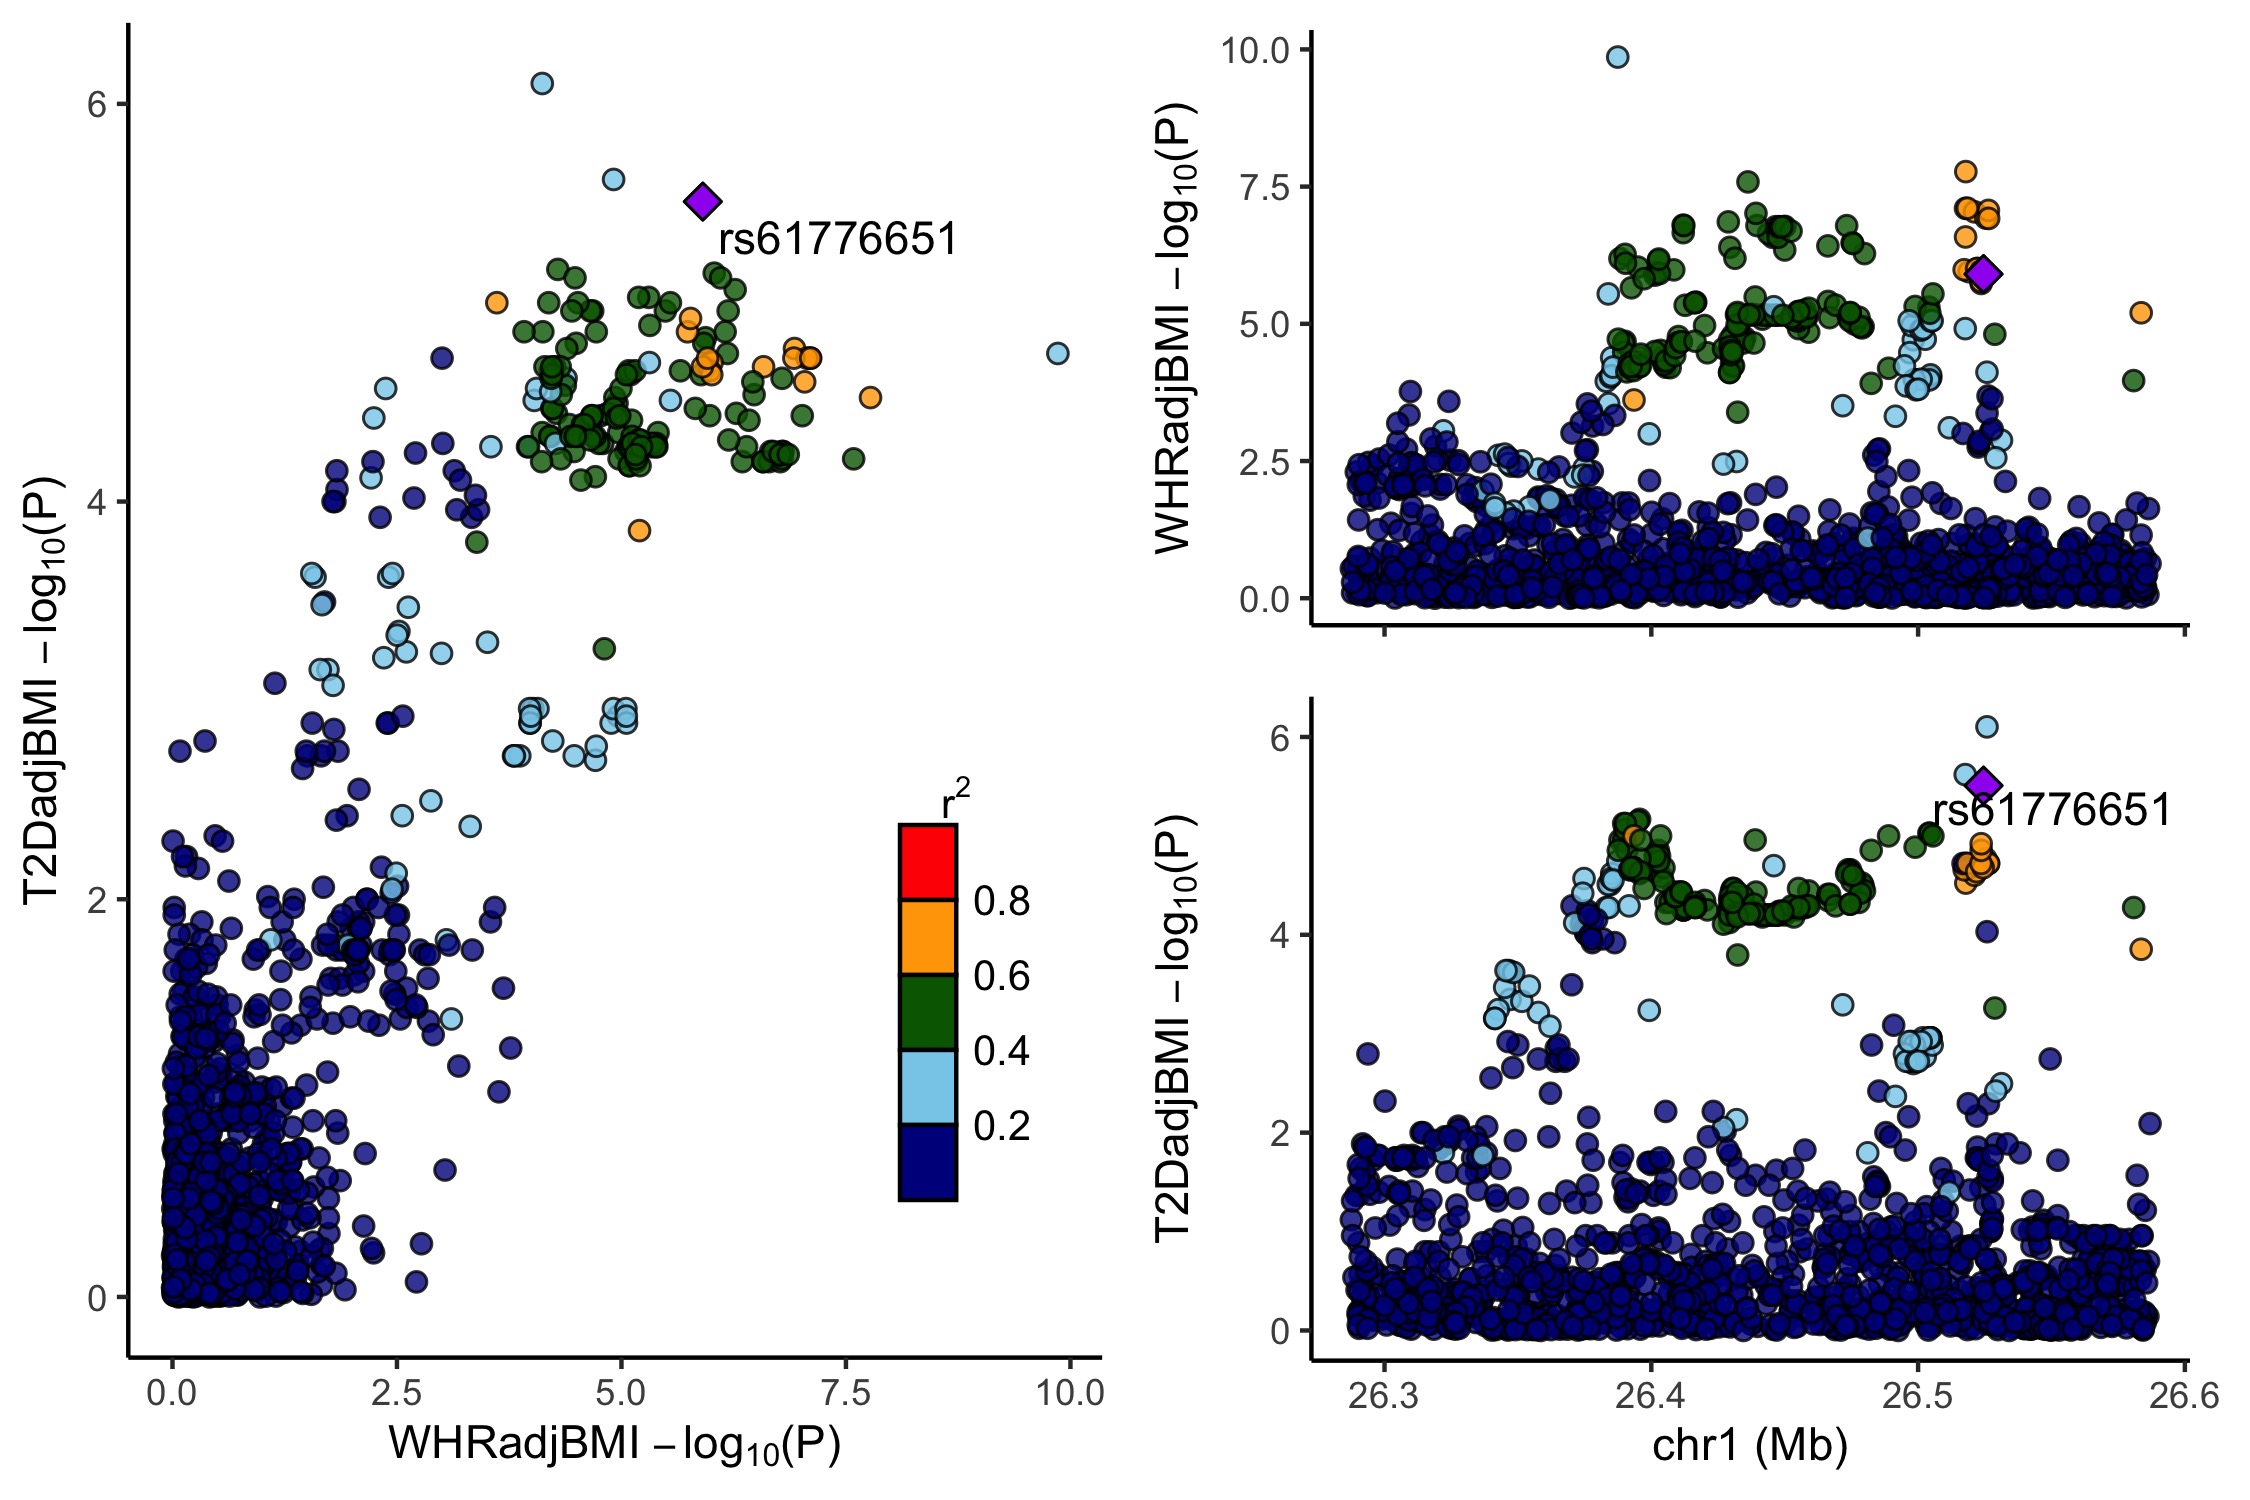 6
4
2
0
T2DadjBMI −log₁₀(P)
0.0 2.5 5.0 7.5 10.0
WHRadjBMI −log₁₀(P)
rs61776651
r²
0.8
0.6
0.4
0.2
10.0
7.5
5.0
2.5
0.0
WHRadjBMI −log₁₀(P)
6
4
2
0
T2DadjBMI −log₁₀(P)
rs61776651
26.3 26.4 26.5 26.6
chr1 (Mb)